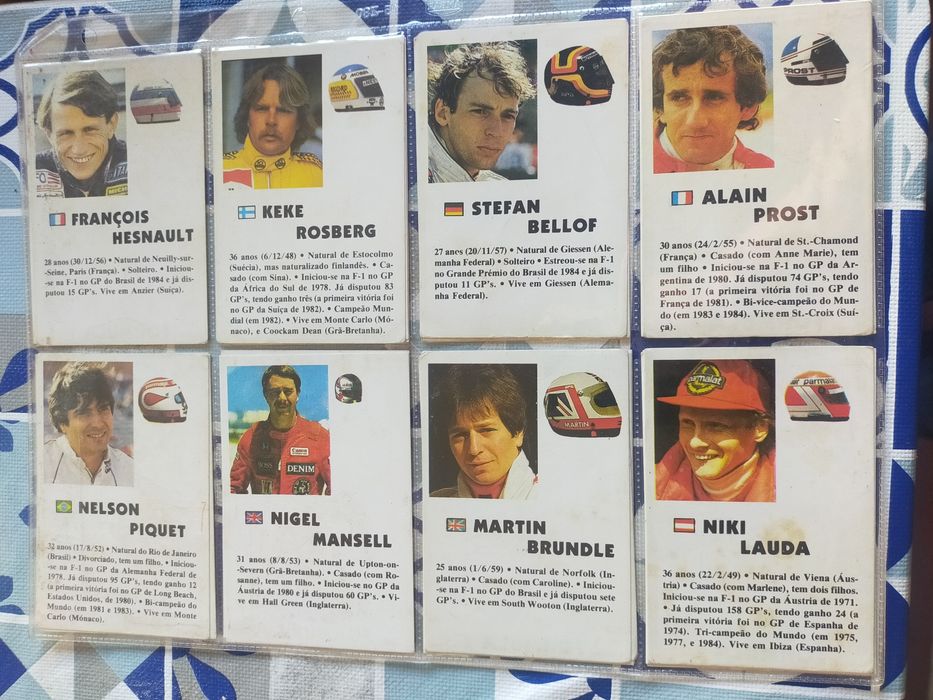 FRANÇOIS
HESNAULT
28 anos (30/12/56) • Natural de Neuilly-sur-
-Seine, Paris (França). • Solteiro. • Iniciou-
-se na F-1 no GP do Brasil de 1984 e já dis-
putou 15 GP's. Vive em Anzier (Suíça).
MOBIL
KEKE
ROSBERG
36 anos (6/12/48) • Natural de Estocolmo
(Suécia), mas naturalizado finlandês. • Ca-
sado (com Sina). • Iniciou-se na F-1 no GP
da África do Sul de 1978. Já disputou 83
GP's, tendo ganho três (a primeira vitória foi
no GP da Suiça de 1982). • Campeão Mun-
dial (em 1982). • Vive em Monte Carlo (Mó-
naco), e Coockam Dean (Grã-Bretanha).
STEFAN
BELLOF
27 anos (20/11/57) • Natural de Giessen (Ale-
manha Federal) • Solteiro • Estreou-se na F-1
no Grande Prémio do Brasil de 1984 e já dis-
putou 11 GP's. • Vive em Giessen (Alema-
nha Federal).
PROST
ALAIN
PROST
30 anos (24/2/55) • Natural de St.-Chamond
(França) • Casado (com Anne Marie), tem
um filho • Iniciou-se na F-1 no GP da Ar-
gentina de 1980. Já disputou 74 GP's, tendo
ganho 17 (a primeira vitória foi no GP de
França de 1981). • Bi-vice-campeão do Mun-
do (em 1983 e 1984). Vive em St.-Croix (Suí-
ça).
NELSON
PIQUET
32 anos (17/8/52) • Natural do Rio de Janeiro
(Brasil) • Divorciado, tem um filho. • Iniciou-
-se na F-1 no GP da Alemanha Federal de
1978. Já disputou 95 GP's, tendo ganho 12
(a primeira vitória foi no GP de Long Beach,
Estados Unidos, de 1980). • Bi-campeão do
Mundo (em 1981 e 1983). • Vive em Monte
Carlo (Mónaco).
Canon
BOSS
DENIM
NIGEL
MANSELL
31 anos (8/8/53) • Natural de Upton-on-
-Severn (Grã-Bretanha). • Casado (com Ro-
sanne), tem um filho. • Iniciou-se no GP da
Áustria de 1980 e já disputou 60 GP's. • Vi-
ve em Hall Green (Inglaterra).
MARTIN
MARTIN
BRUNDLE
25 anos (1/6/59) • Natural de Norfolk (In-
glaterra) • Casado (com Caroline). • Iniciou-
-se na F-1 no GP do Brasil e já disputou sete
GP's. • Vive em South Wooton (Inglaterra).
parmalat
parmalat
NIKI
LAUDA
36 anos (22/2/49) • Natural de Viena (Áus-
tria) • Casado (com Marlene), tem dois filhos.
Iniciou-se na F-1 no GP da Áustria de 1971.
• Já disputou 158 GP's, tendo ganho 24 (a
primeira vitória foi no GP de Espanha de
1974). Tri-campeão do Mundo (em 1975,
1977, e 1984). Vive em Ibiza (Espanha).